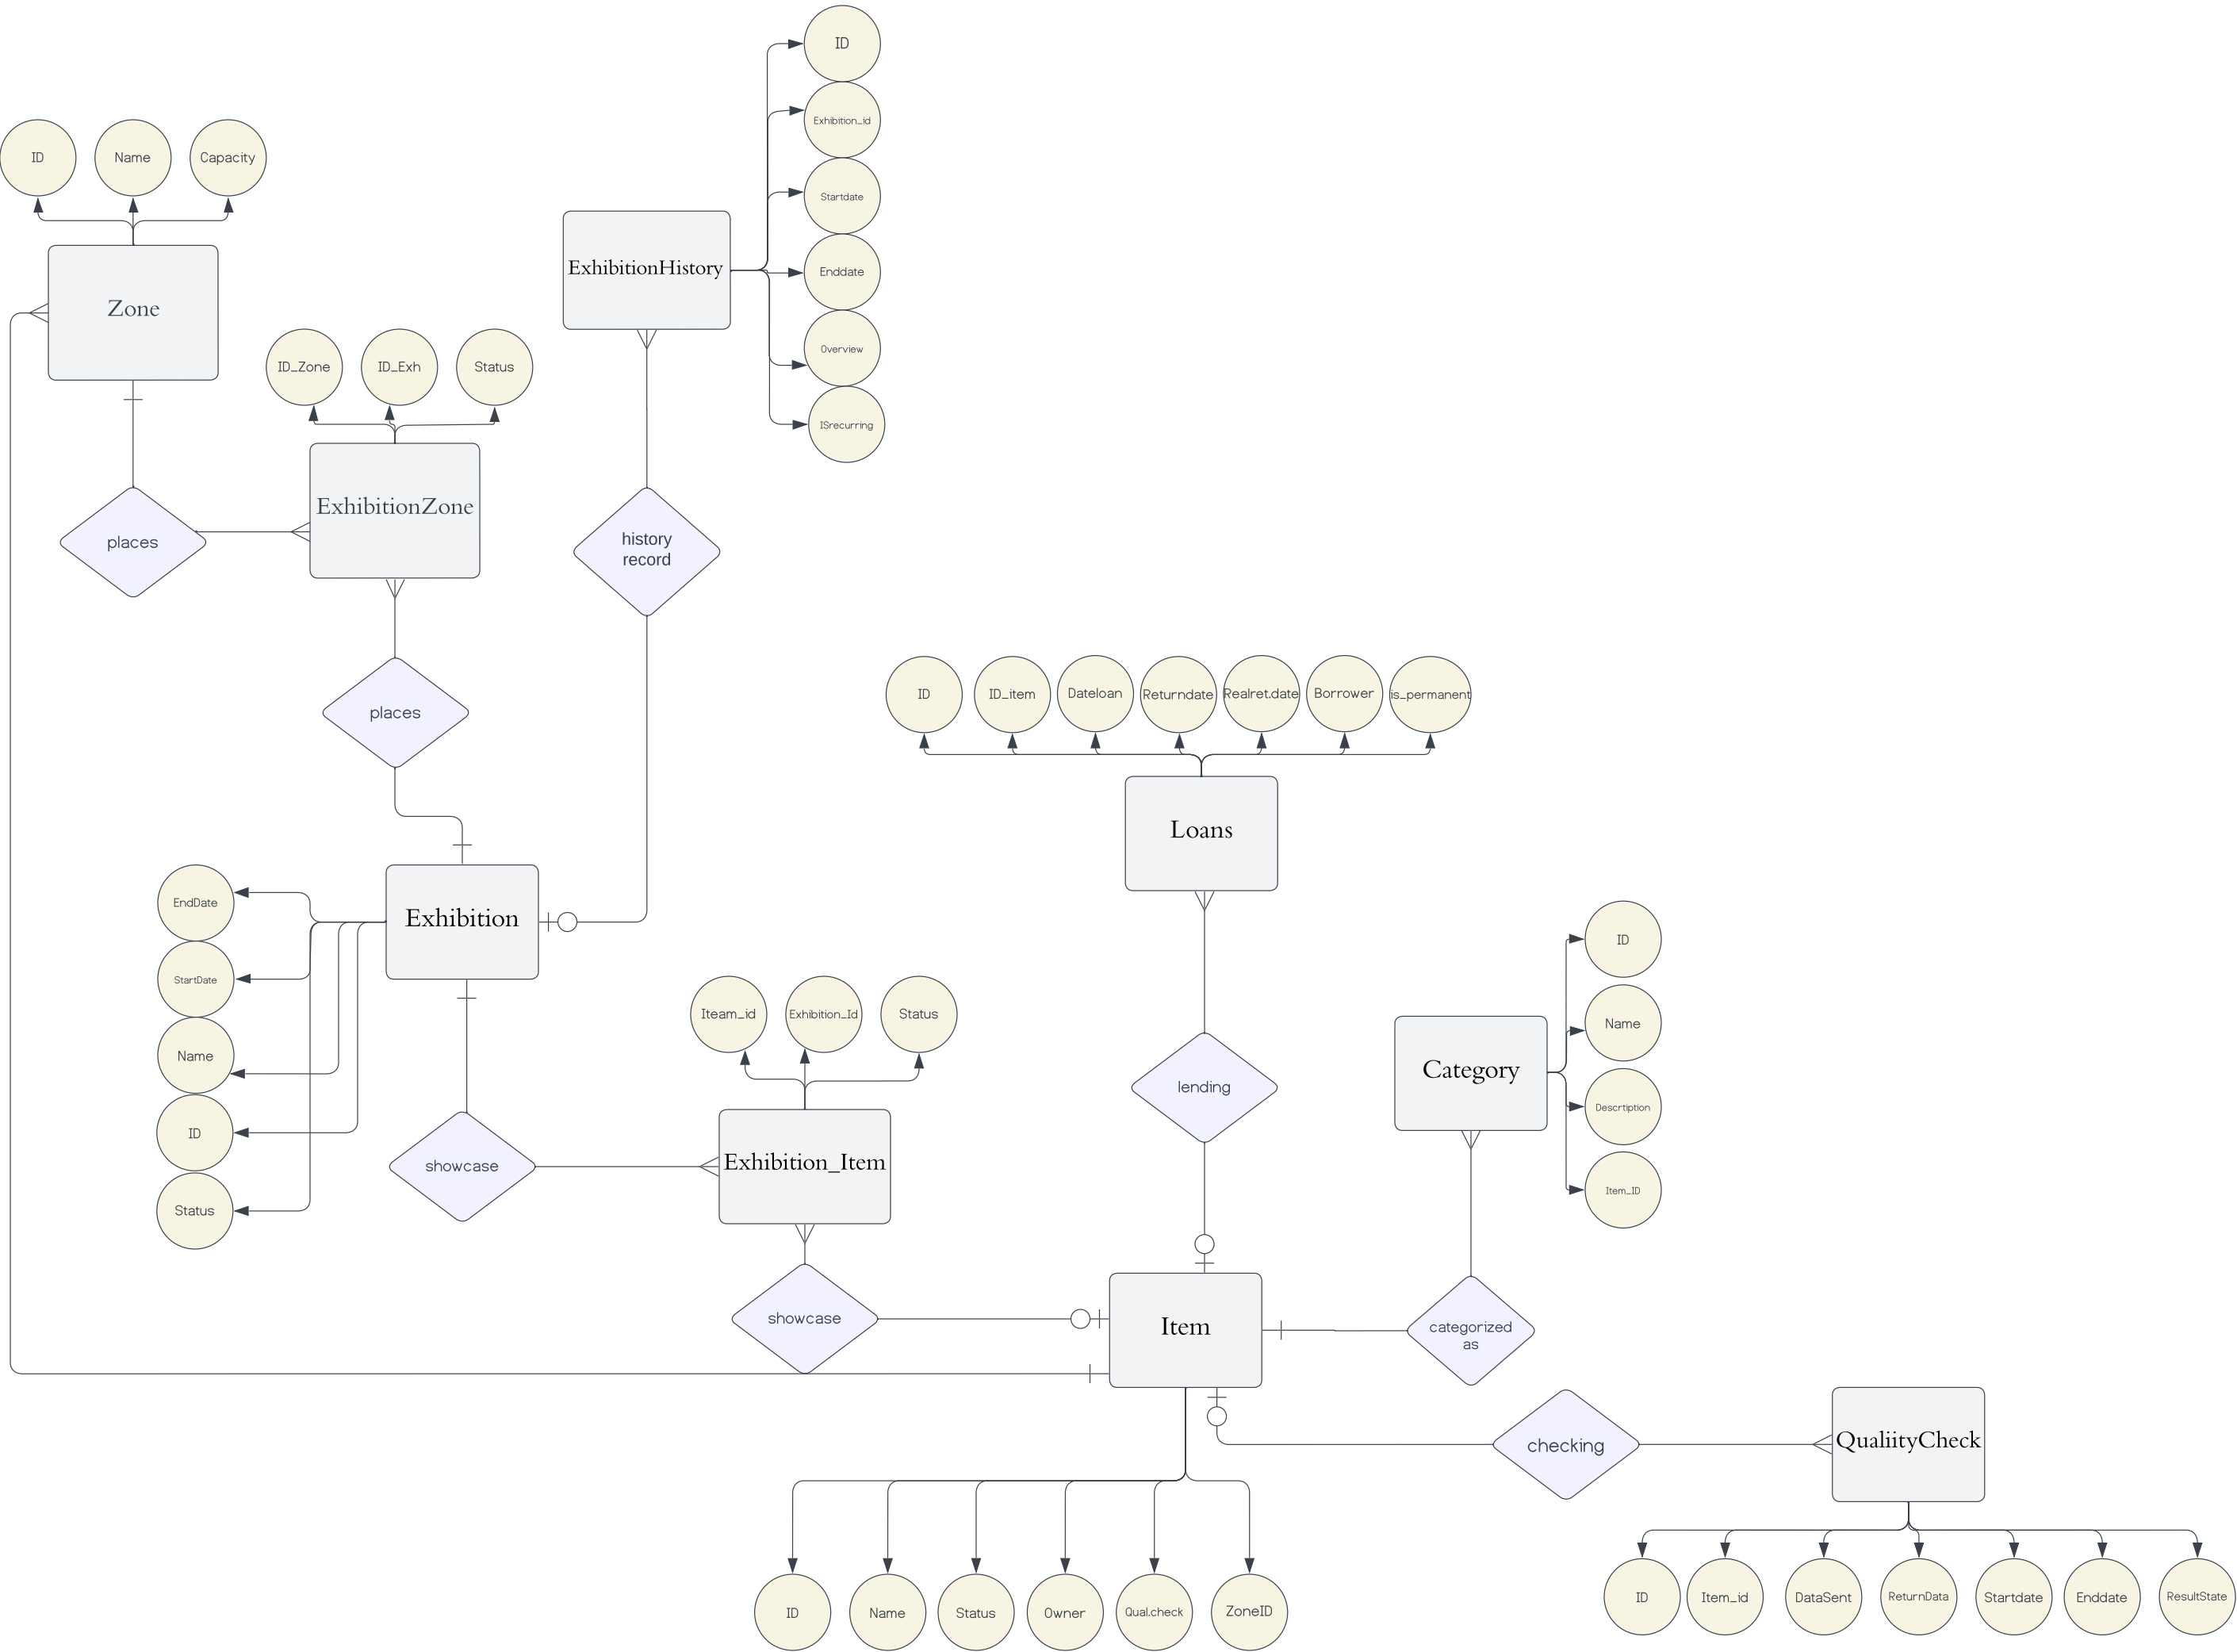 ID
Exhibition_id
Startdate
Enddate
Overview
ISrecurring
ExhibitionHistory
ID
Name
Capacity
Zone
ID_Zone
ID_Exh
Status
ExhibitionZone
places
history
record
places
ID
ID_item
Dateloan
Returndate
Realret.date
Borrower
is_permanent
Loans
EndDate
StartDate
Name
ID
Status
Exhibition
Iteam_id
Exhibition_Id
Status
Exhibition_Item
showcase
showcase
lending
Category
ID
Name
Descrtiption
Item_ID
Item
categorized
as
checking
QualiityCheck
ID
Name
Status
Owner
Qual.check
ZoneID
ID
Item_id
DataSent
ReturnData
Startdate
Enddate
ResultState